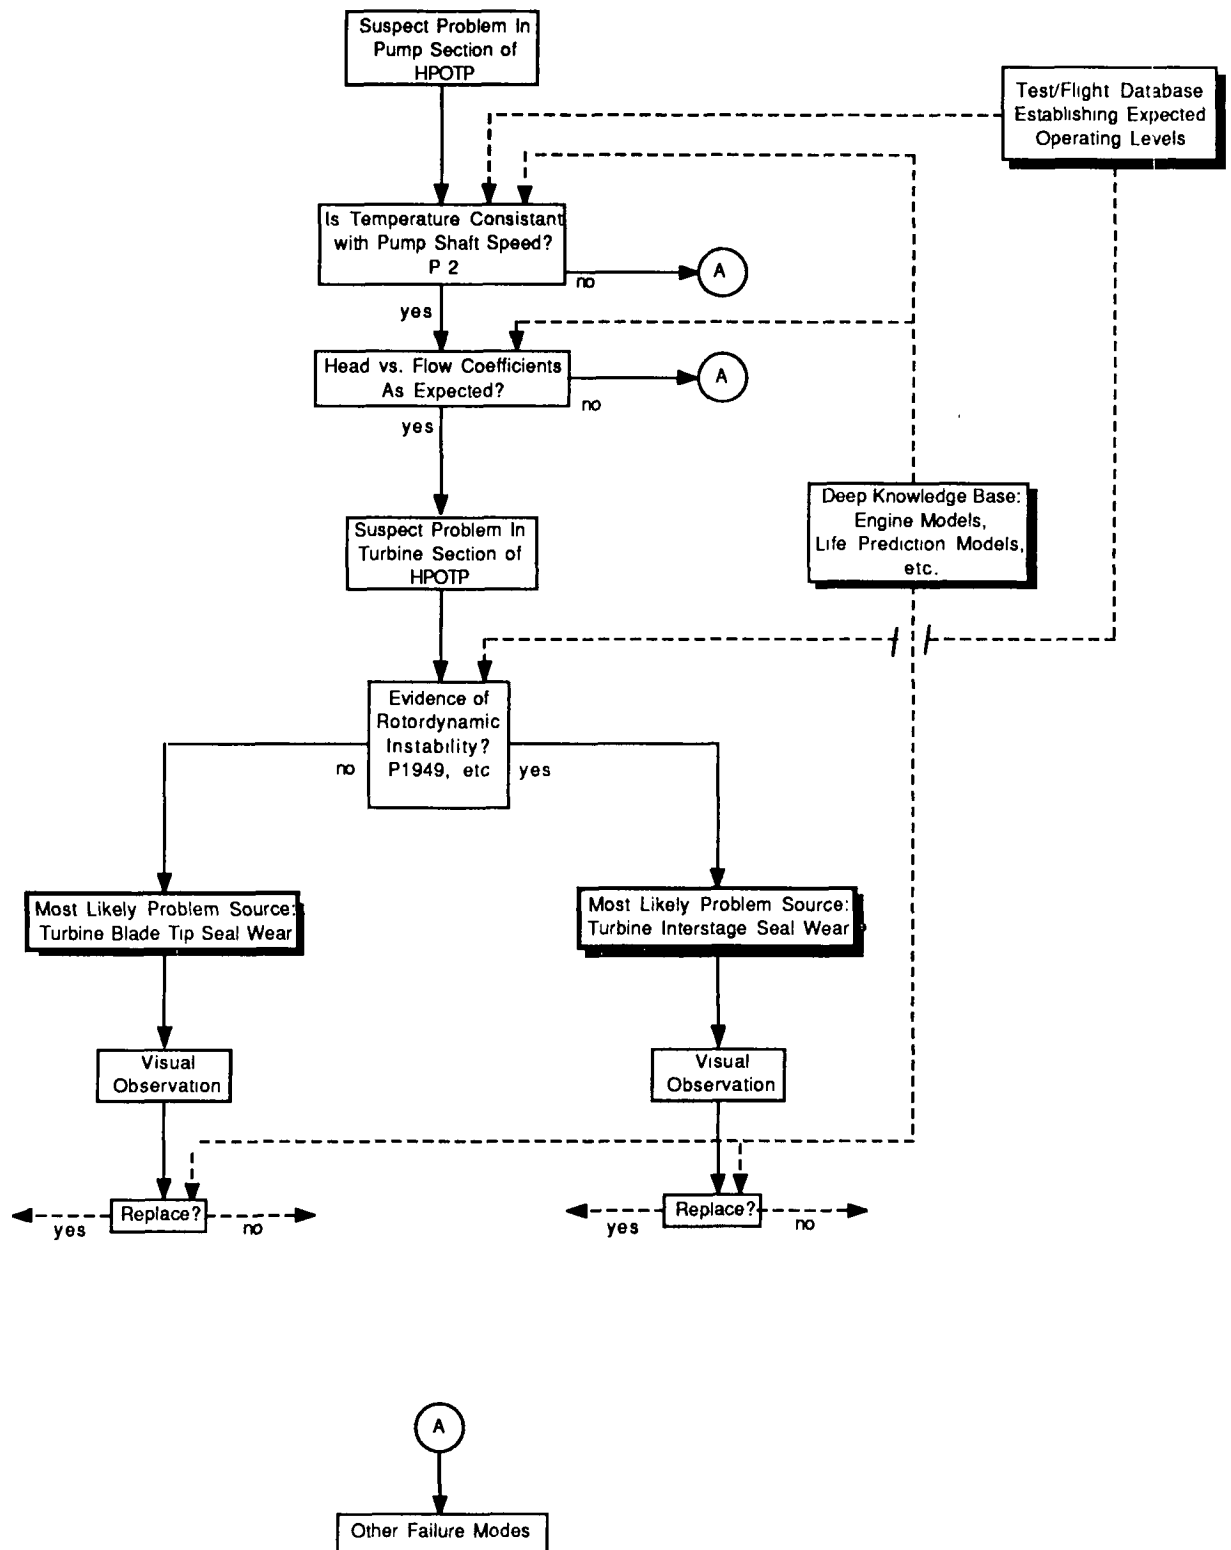 Suspect Problem In
Pump Section of
HPOTP
Test/Flight Database
Establishing Expected
Operating Levels
Is Temperature Consistant
with Pump Shaft Speed?
P 2
no
A
yes
Head vs. Flow Coefficients
As Expected?
no
A
yes
Deep Knowledge Base:
Engine Models,
Life Prediction Models,
etc.
Suspect Problem In
Turbine Section of
HPOTP
Evidence of
Rotordynamic
Instability?
P1949, etc
no
yes
Most Likely Problem Source:
Turbine Blade Tip Seal Wear
Most Likely Problem Source:
Turbine Interstage Seal Wear
Visual
Observation
Visual
Observation
Replace?
yes
no
Replace?
yes
no
A
Other Failure Modes